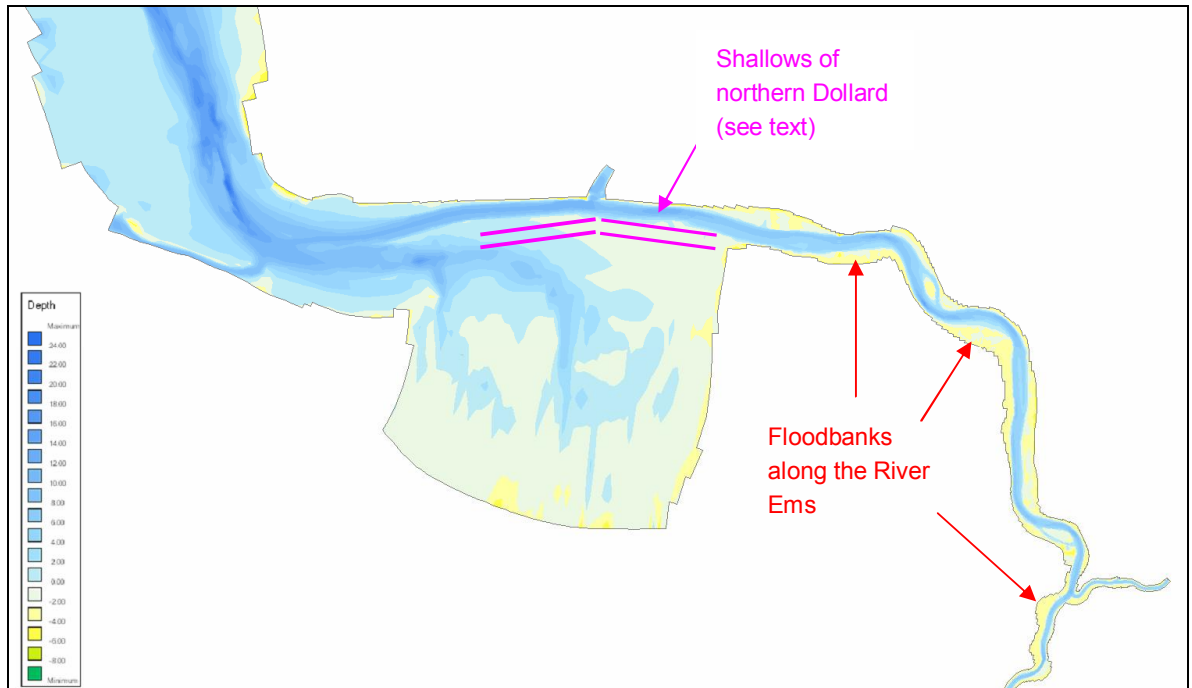 Shallows of
northern Dollard
(see text)
Floodbanks
along the River
Ems
Depth
Maximum
24.00
22.00
20.00
18.00
16.00
14.00
12.00
10.00
8.00
6.00
4.00
2.00
0.00
-2.00
-4.00
-6.00
-8.00
Minimum